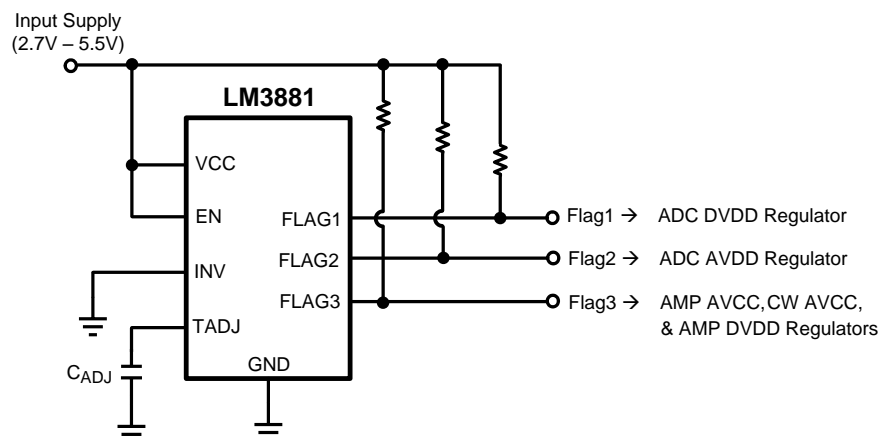 Input Supply
(2.7V – 5.5V)
LM3881
VCC
EN
INV
TADJ
GND
FLAG1
FLAG2
FLAG3
CADJ
Flag1 → ADC DVDD Regulator
Flag2 → ADC AVDD Regulator
Flag3 → AMP AVCC, CW AVCC,
& AMP DVDD Regulators